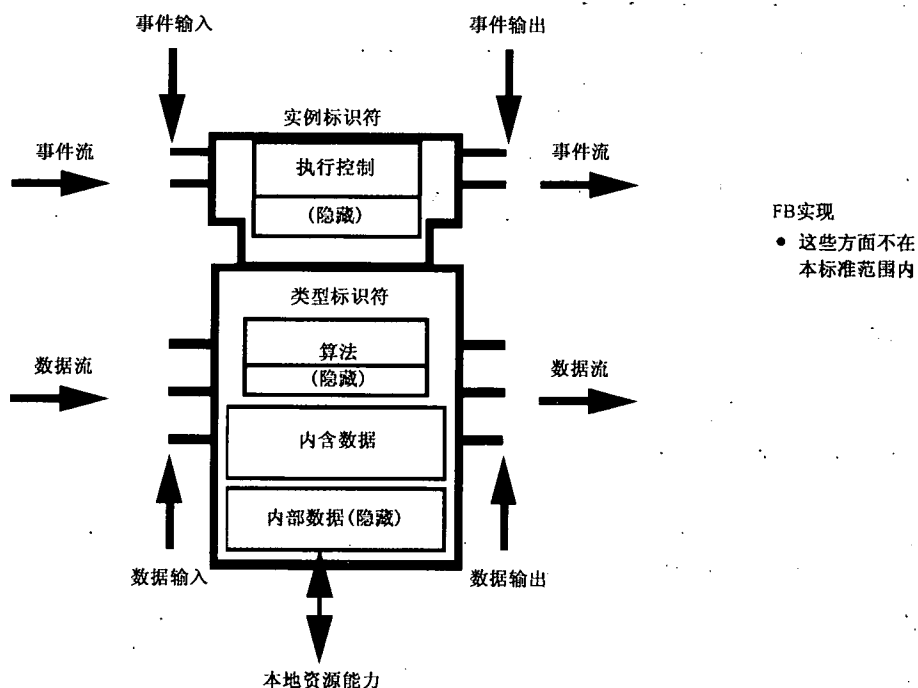 事件输入
事件输出
实例标识符
事件流
执行控制
事件流
(隐藏)
FB实现
● 这些方面不在
本标准范围内
类型标识符
算法
数据流
(隐藏)
数据流
内含数据
内部数据(隐藏)
数据输入
数据输出
本地资源能力